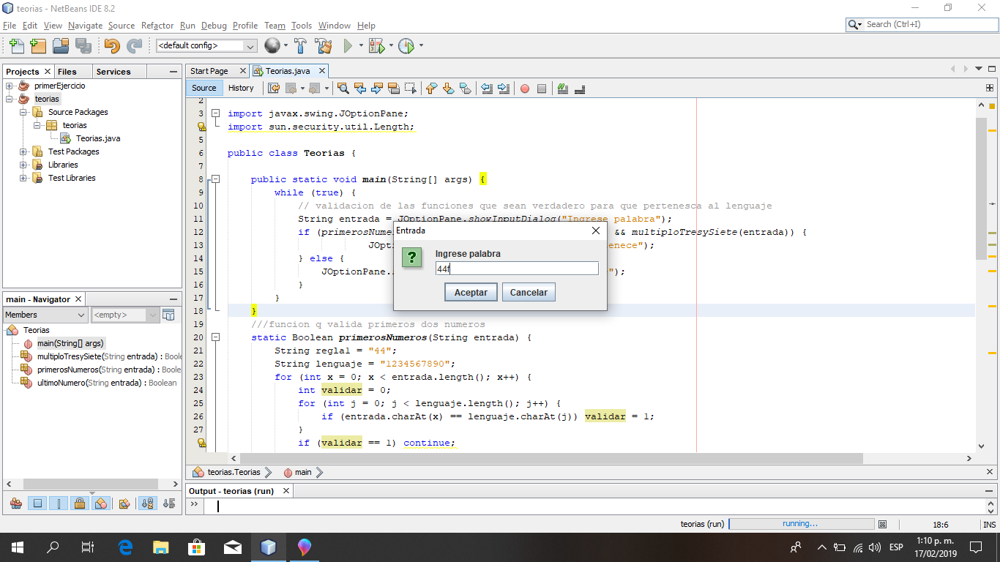 teorias - NetBeans IDE 8.2
File Edit View Navigate Source Refactor Run Debug Profile Team Tools Window Help
Search (Ctrl+I)
<default config>
Projects Files Services
primerEjercicio
teorias
Source Packages
teorias
Teorias.java
Test Packages
Libraries
Test Libraries
main - Navigator
Members <empty>
Teorias
main(String[] args)
multiploTresySiete(String entrada) : Boole
primerosNumeros(String entrada) : Boole
ultimoNumero(String entrada) : Boolean
Start Page Teorias.java
Source History
2
3 import javax.swing.JOptionPane;
import sun.security.util.Length;
5
6 public class Teorias {
7
8 public static void main(String[] args) {
9 while (true) {
10 // validacion de las funciones que sean verdadero para que pertenesca al lenguaje
11 String entrada = JOptionPane.showInputDialog("Ingrese palabra");
12 if (primerosNume && multiploTresySiete(entrada)) {
13 JOpti enece");
14 } else {
15 JOptionPane. ");
16 }
17 }
18 }
19 ///funcion q valida primeros dos numeros
20 static Boolean primerosNumeros(String entrada) {
21 String regla1 = "44";
22 String lenguaje = "1234567890";
23 for (int x = 0; x < entrada.length(); x++) {
24 int validar = 0;
25 for (int j = 0; j < lenguaje.length(); j++) {
26 if (entrada.charAt(x) == lenguaje.charAt(j)) validar = 1;
27 }
if (validar == 1) continue;
Entrada
Ingrese palabra
44f
Aceptar Cancelar
teorias.Teorias main
Output - teorias (run)
teorias (run) running... 18:6 INS
ESP
1:10 p. m.
17/02/2019